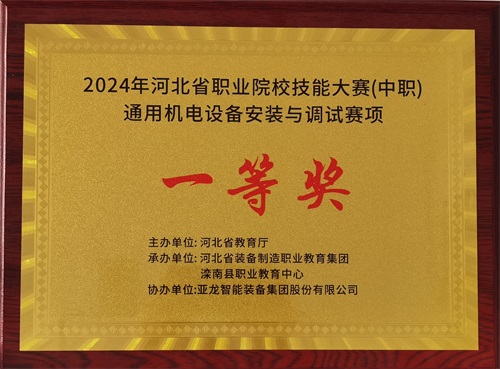 2024年河北省职业院校技能大赛(中职)
通用机电设备安装与调试赛项
一等奖
主办单位: 河北省教育厅
承办单位: 河北省装备制造职业教育集团
滦南县职业教育中心
协办单位: 亚龙智能装备集团股份有限公司